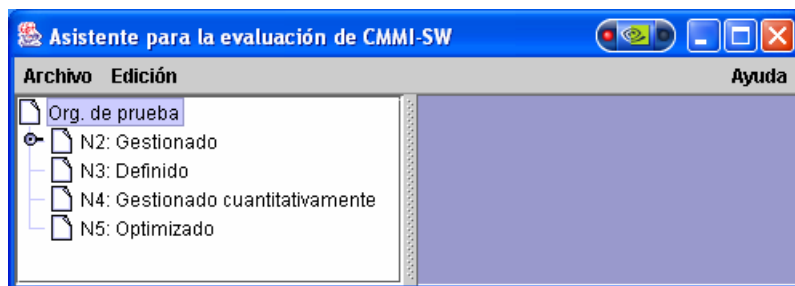 Asistente para la evaluación de CMMI-SW
Archivo Edición Ayuda
Org. de prueba
N2: Gestionado
N3: Definido
N4: Gestionado cuantitativamente
N5: Optimizado